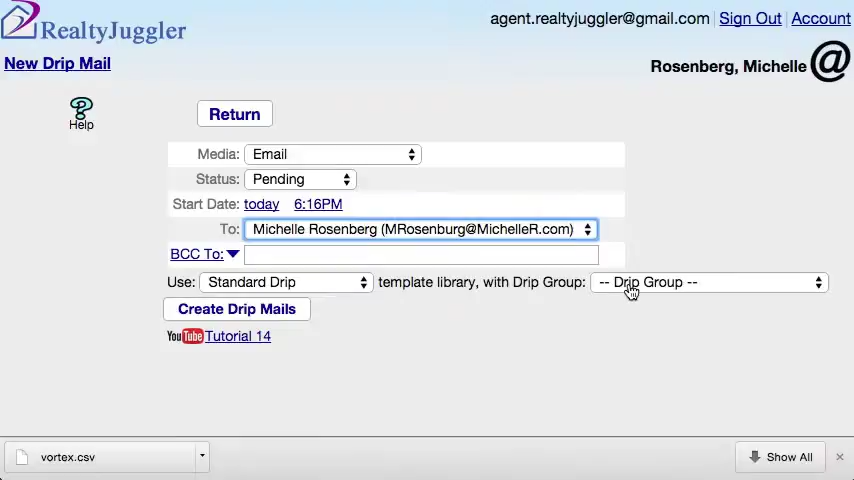 RealtyJuggler
agent.realtyjuggler@gmail.com | Sign Out | Account
New Drip Mail
Rosenberg, Michelle @
Help
Return
Media: Email
Status: Pending
Start Date: today 6:16PM
To: Michelle Rosenberg (MRosenburg@MichelleR.com)
BCC To:
Use: Standard Drip template library, with Drip Group: -- Drip Group --
Create Drip Mails
YouTube Tutorial 14
vortex.csv
Show All